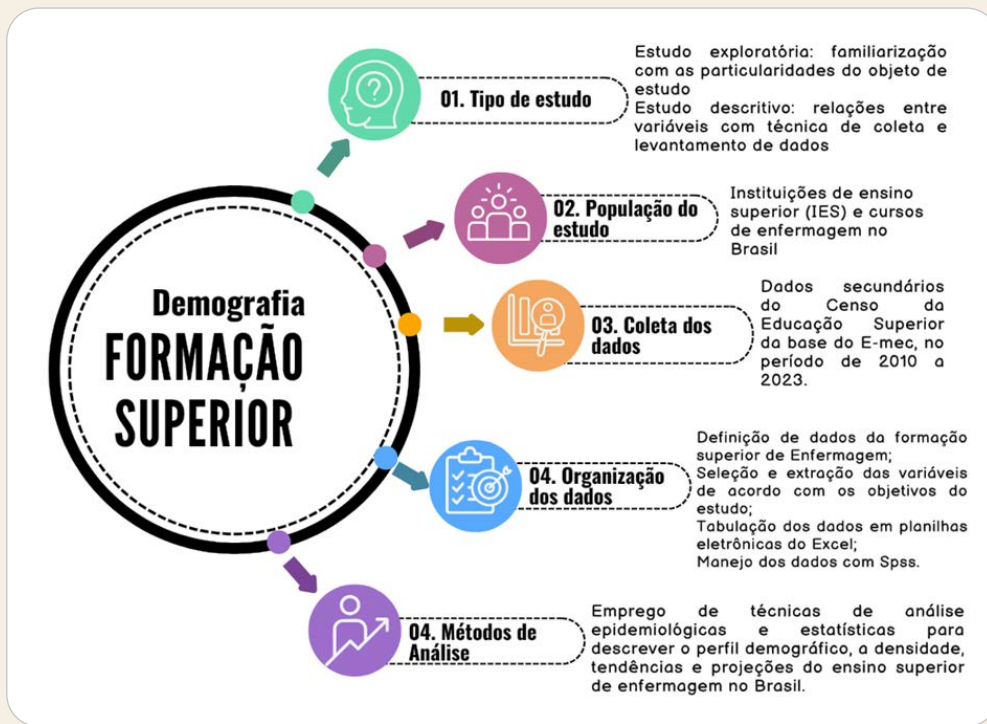 Demografia
FORMAÇÃO
SUPERIOR
01. Tipo de estudo
Estudo exploratória: familiarização
com as particularidades do objeto de
estudo
Estudo descritivo: relações entre
variáveis com técnica de coleta e
levantamento de dados
02. População do
estudo
Instituições de ensino
superior (IES) e cursos
de enfermagem no
Brasil
03. Coleta dos
dados
Dados secundários
do Censo da
Educação Superior
da base do E-mec, no
período de 2010 a
2023.
04. Organização
dos dados
Definição de dados da formação
superior de Enfermagem;
Seleção e extração das variáveis
de acordo com os objetivos do
estudo;
Tabulação dos dados em planilhas
eletrônicas do Excel;
Manejo dos dados com Spss.
04. Métodos de
Análise
Emprego de técnicas de análise
epidemiológicas e estatísticas para
descrever o perfil demográfico, a densidade,
tendências e projeções do ensino superior
de enfermagem no Brasil.